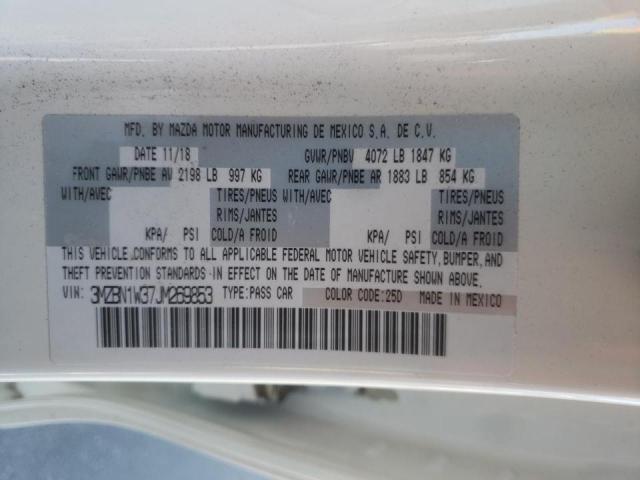 MFD. BY MAZDA MOTOR MANUFACTURING DE MEXICO S.A. DE C.V.
DATE 11/18 GVWR/PNBV 4072 LB 1847 KG
FRONT GAWR/PNBE AV 2198 LB 997 KG REAR GAWR/PNBE AR 1883 LB 854 KG
WITH/AVEC TIRES/PNEUS WITH/AVEC TIRES/PNEUS
RIMS/JANTES RIMS/JANTES
KPA/ PSI COLD/A FROID KPA/ PSI COLD/A FROID
THIS VEHICLE CONFORMS TO ALL APPLICABLE FEDERAL MOTOR VEHICLE SAFETY, BUMPER, AND
THEFT PREVENTION STANDARDS IN EFFECT ON THE DATE OF MANUFACTURE SHOWN ABOVE.
VIN: 3MZBN1W37JM269853 TYPE:PASS CAR COLOR CODE:25D MADE IN MEXICO